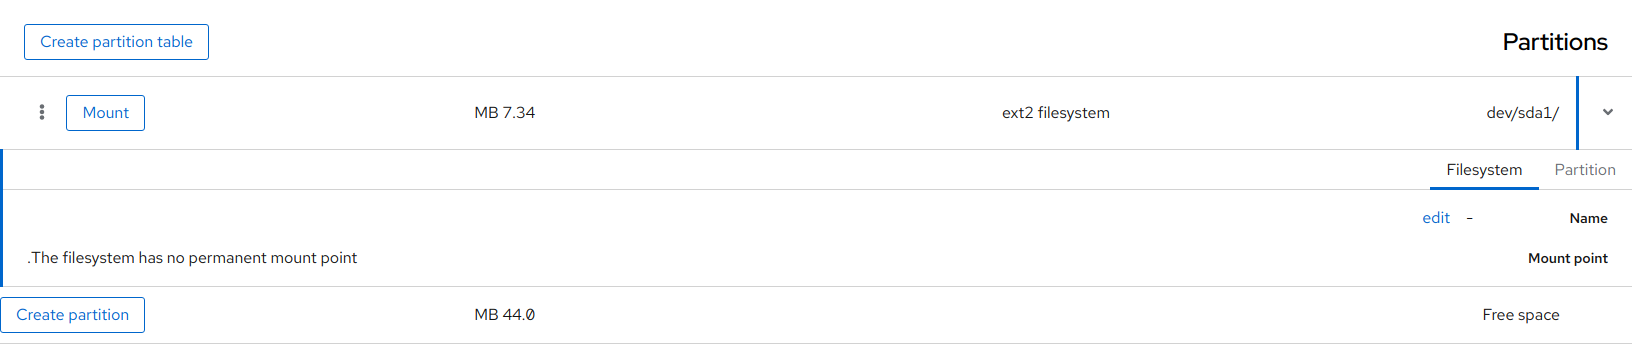 Partitions
Create partition table
dev/sda1/
ext2 filesystem
MB 7.34
Mount
Partition
Filesystem
Name
- edit
Mount point
.The filesystem has no permanent mount point
Free space
MB 44.0
Create partition